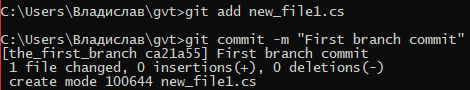 C:\Users\Владислав\gvt>git add new_file1.cs
C:\Users\Владислав\gvt>git commit -m "First branch commit"
[the_first_branch ca21a55] First branch commit
 1 file changed, 0 insertions(+), 0 deletions(-)
 create mode 100644 new_file1.cs